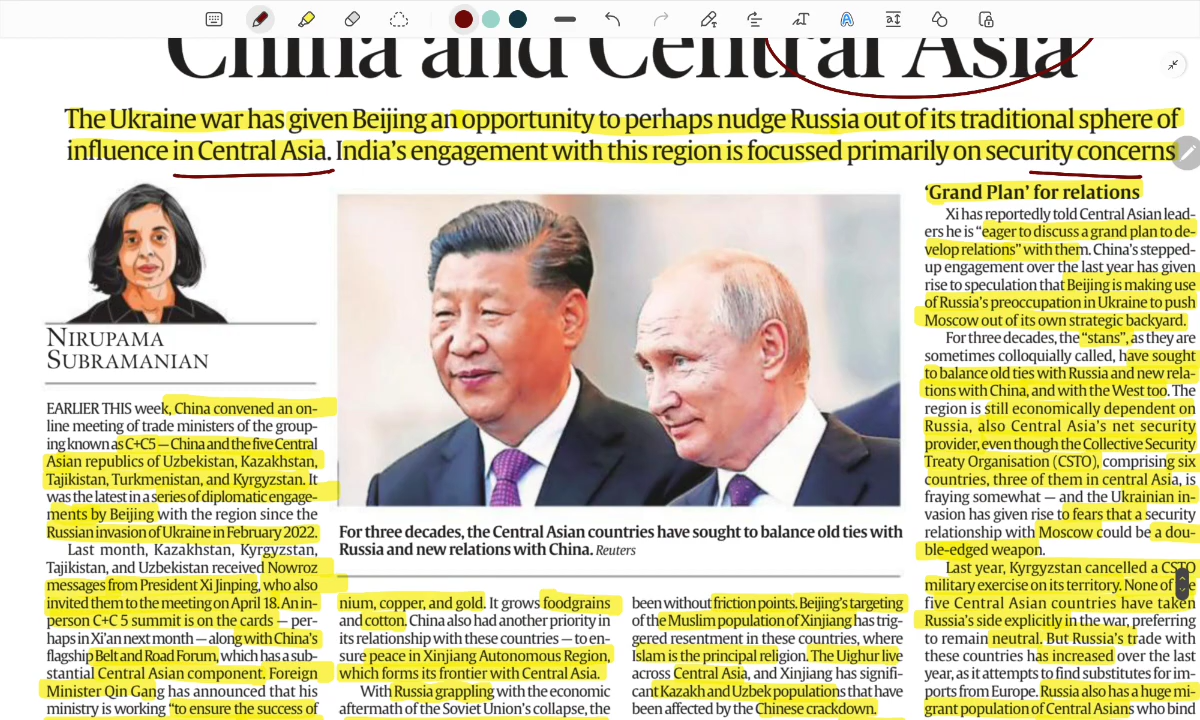 China and Central Asia
The Ukraine war has given Beijing an opportunity to perhaps nudge Russia out of its traditional sphere of
influence in Central Asia. India's engagement with this region is focussed primarily on security concerns
NIRUPAMA
SUBRAMANIAN
EARLIER THIS week, China convened an on-
line meeting of trade ministers of the group-
ing known as C+C5 — China and the five Central
Asian republics of Uzbekistan, Kazakhstan,
Tajikistan, Turkmenistan, and Kyrgyzstan. It
was the latest in a series of diplomatic engage-
ments by Beijing with the region since the
Russian invasion of Ukraine in February 2022.
Last month, Kazakhstan, Kyrgyzstan,
Tajikistan, and Uzbekistan received Nowroz
messages from President Xi Jinping, who also
invited them to the meeting on April 18. An in-
person C+C 5 summit is on the cards — per-
haps in Xi'an next month — along with China's
flagship Belt and Road Forum, which has a sub-
stantial Central Asian component. Foreign
Minister Qin Gang has announced that his
ministry is working "to ensure the success of
For three decades, the Central Asian countries have sought to balance old ties with
Russia and new relations with China. Reuters
nium, copper, and gold. It grows foodgrains
and cotton. China also had another priority in
its relationship with these countries — to en-
sure peace in Xinjiang Autonomous Region,
which forms its frontier with Central Asia.
With Russia grappling with the economic
aftermath of the Soviet Union's collapse, the
been without friction points. Beijing's targeting
of the Muslim population of Xinjiang has trig-
gered resentment in these countries, where
Islam is the principal religion. The Uighur live
across Central Asia, and Xinjiang has signifi-
cant Kazakh and Uzbek populations that have
been affected by the Chinese crackdown.
'Grand Plan' for relations
Xi has reportedly told Central Asian lead-
ers he is "eager to discuss a grand plan to de-
velop relations" with them. China's stepped-
up engagement over the last year has given
rise to speculation that Beijing is making use
of Russia's preoccupation in Ukraine to push
Moscow out of its own strategic backyard.
For three decades, the "stans", as they are
sometimes colloquially called, have sought
to balance old ties with Russia and new rela-
tions with China, and with the West too. The
region is still economically dependent on
Russia, also Central Asia's net security
provider, even though the Collective Security
Treaty Organisation (CSTO), comprising six
countries, three of them in central Asia, is
fraying somewhat — and the Ukrainian in-
vasion has given rise to fears that a security
relationship with Moscow could be a dou-
ble-edged weapon.
Last year, Kyrgyzstan cancelled a CSTO
military exercise on its territory. None of
five Central Asian countries have taken
Russia's side explicitly in the war, preferring
to remain neutral. But Russia's trade with
these countries has increased over the last
year, as it attempts to find substitutes for im-
ports from Europe. Russia also has a huge mi-
grant population of Central Asians who bind